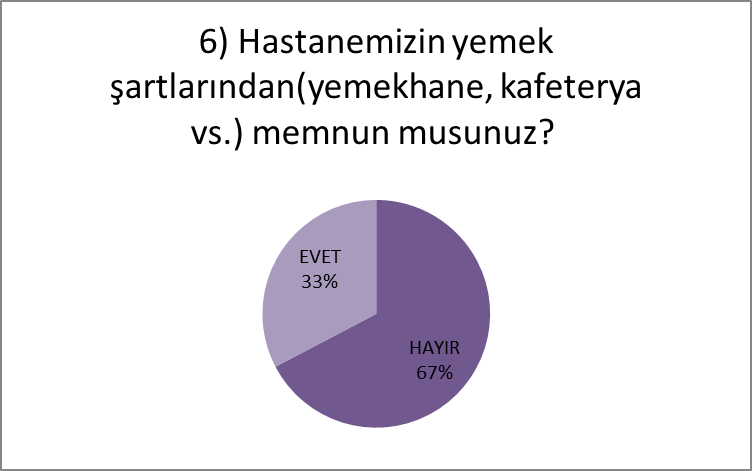 6) Hastanemizin yemek
şartlarından(yemekhane, kafeterya
vs.) memnun musunuz?
EVET
33%
HAYIR
67%